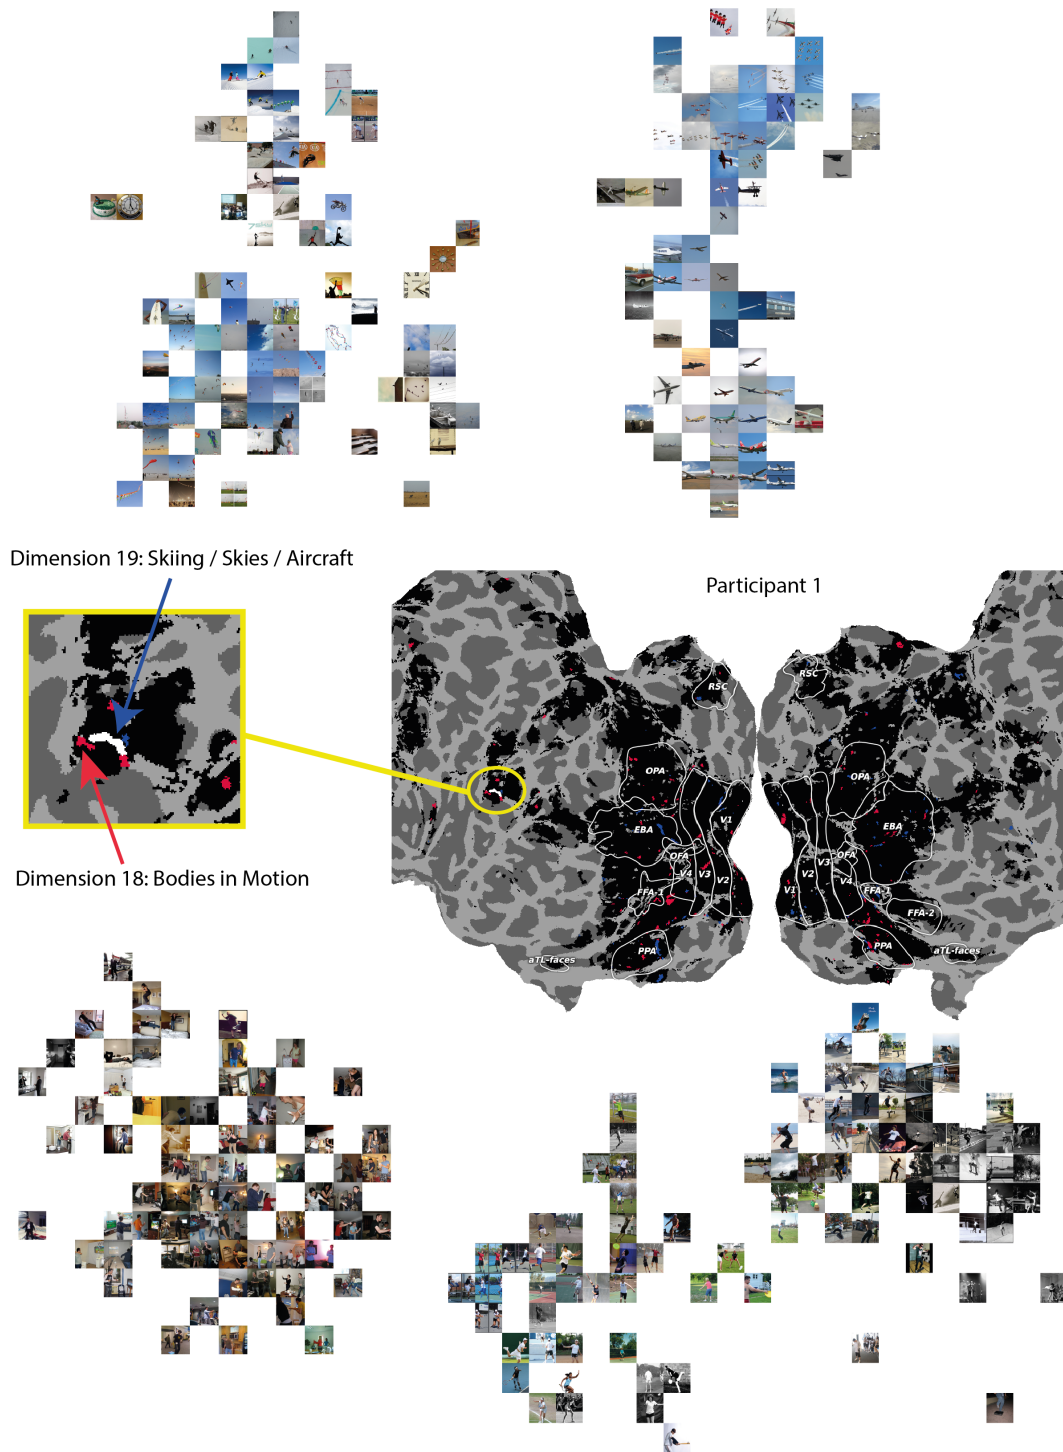 Dimension 19: Skiing / Skies / Aircraft
Participant 1
RSC
RSC
OPA
OPA
EBA
V1
EBA
OFA
V3
OFA
V4
V3
V2
V1
V2
V4
FFA-1
FFA-1
FFA-2
PPA
PPA
aTL-faces
aTL-faces
Dimension 18: Bodies in Motion